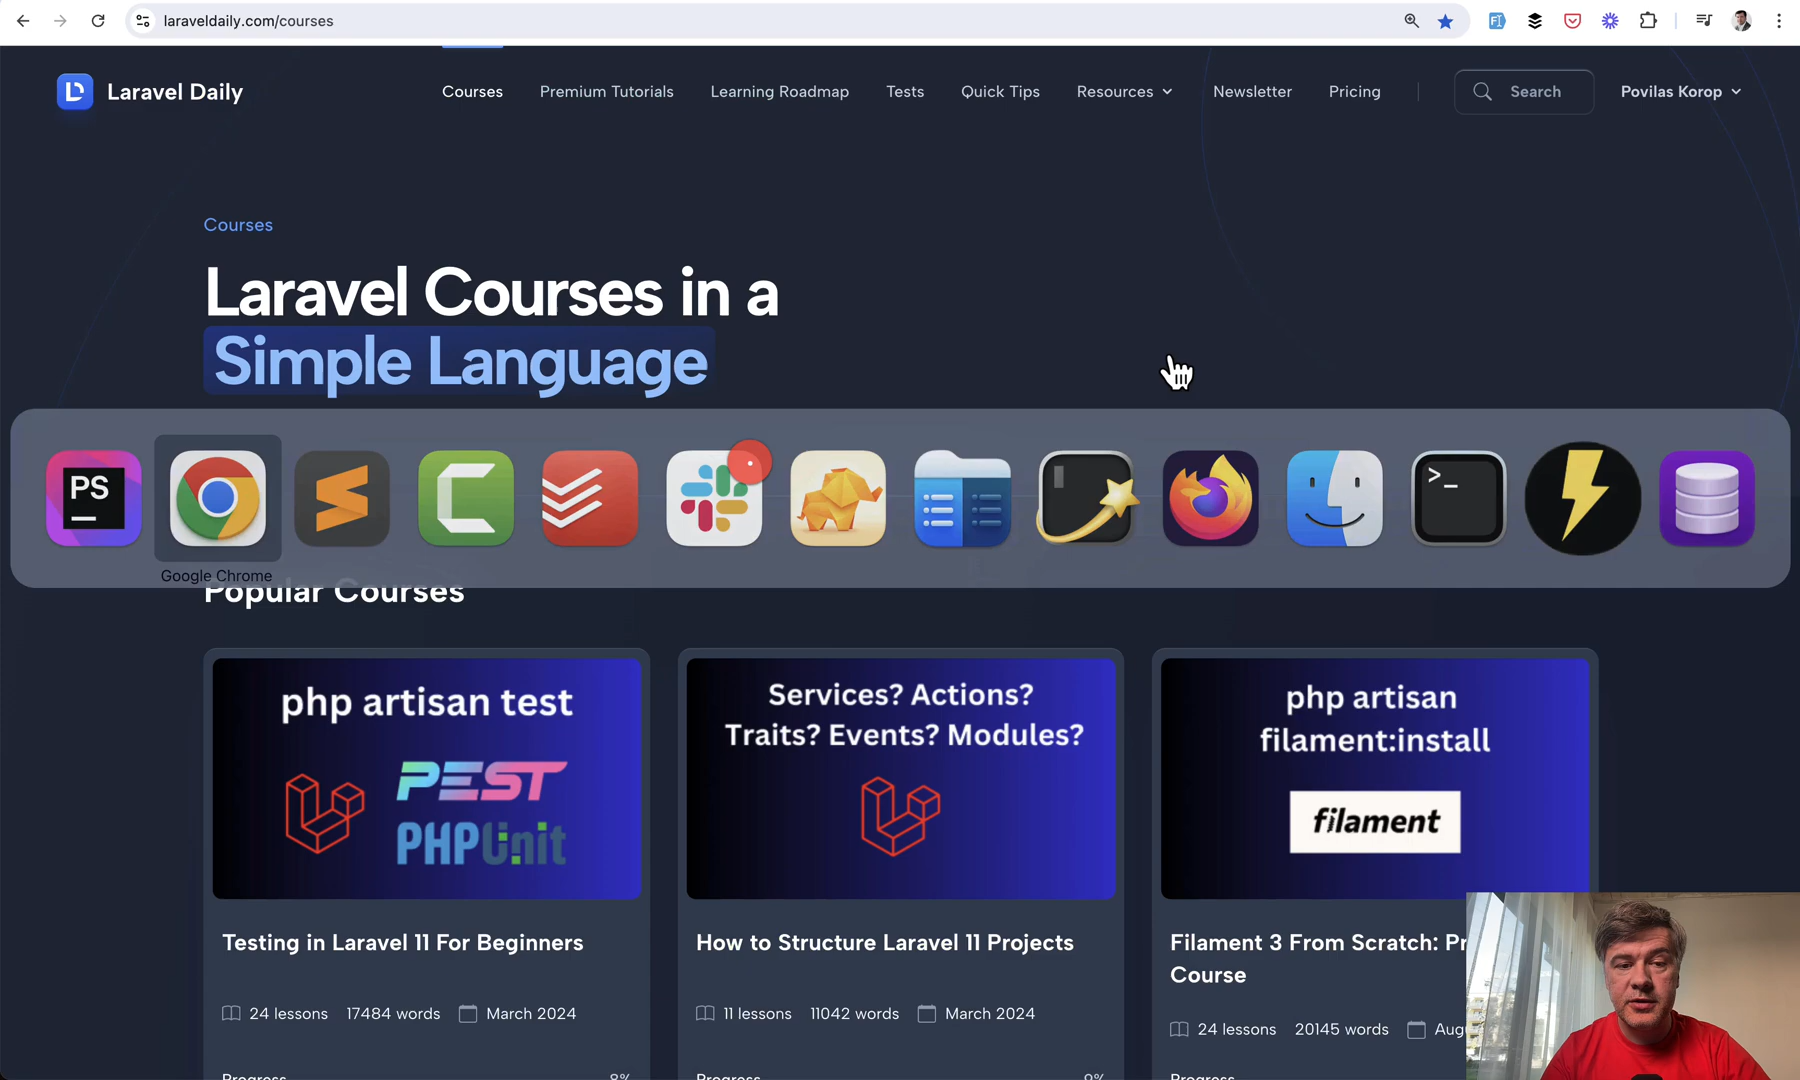 laraveldaily.com/courses
Laravel Daily
Courses
Premium Tutorials
Learning Roadmap
Tests
Quick Tips
Resources
Newsletter
Pricing
Search
Povilas Korop
Courses
Laravel Courses in a
Simple Language
PS
>_
Google Chrome
Popular Courses
php artisan test
PEST
PHPUnit
Testing in Laravel 11 For Beginners
24 lessons 17484 words March 2024
Progress 8%
Services? Actions?
Traits? Events? Modules?
How to Structure Laravel 11 Projects
11 lessons 11042 words March 2024
Progress 9%
php artisan
filament:install
filament
Filament 3 From Scratch: Pr
Course
24 lessons 20145 words Aug
Progress